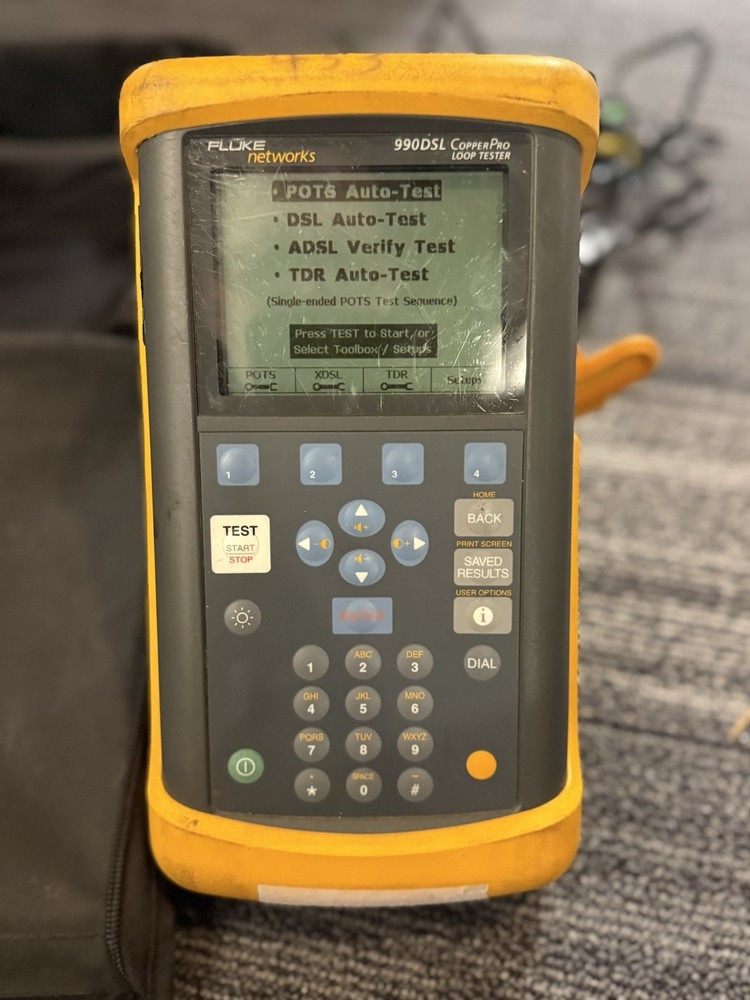 FLUKE
networks
990DSL COPPERPRO
LOOP TESTER
• POTS Auto-Test
• DSL Auto-Test
• ADSL Verify Test
• TDR Auto-Test
(Single-ended POTS Test Sequence)
Press TEST to Start, or
Select Toolbox / Setups
POTS XDSL TDR Setups
1 2 3 4
HOME
BACK
TEST
START
STOP
PRINT SCREEN
SAVED
RESULTS
USER OPTIONS
i
ENTER
DIAL
1 ABC 2 DEF 3
GHI 4 JKL 5 MNO 6
PQRS 7 TUV 8 WXYZ 9
* SPACE 0 #